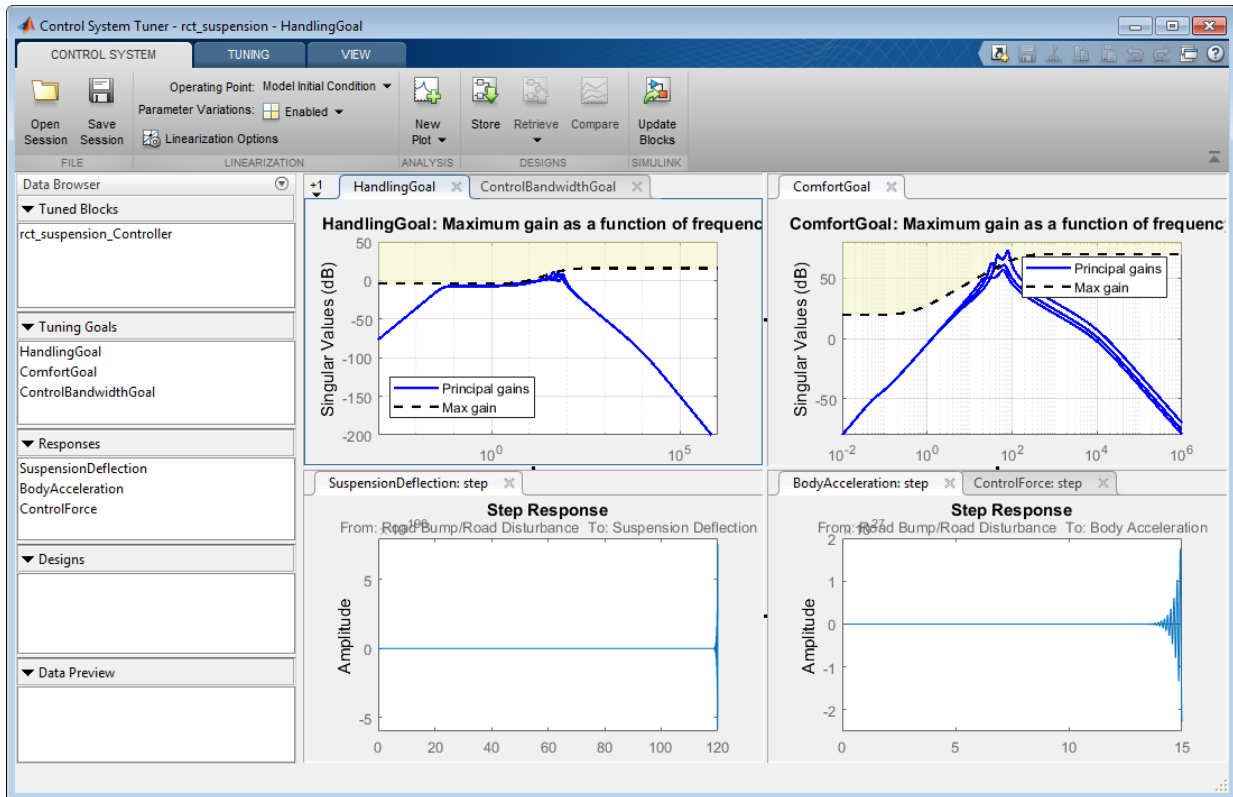 Control System Tuner - rct_suspension - HandlingGoal
CONTROL SYSTEM TUNING VIEW
Operating Point: Model Initial Condition
Parameter Variations: Enabled
Linearization Options
Open Session
Save Session
New Plot
Store
Retrieve
Compare
Update Blocks
FILE LINEARIZATION ANALYSIS DESIGNS SIMULINK
Data Browser
Tuned Blocks
rct_suspension_Controller
Tuning Goals
HandlingGoal
ComfortGoal
ControlBandwidthGoal
Responses
SuspensionDeflection
BodyAcceleration
ControlForce
Designs
Data Preview
+1 HandlingGoal ControlBandwidthGoal
HandlingGoal: Maximum gain as a function of frequenc
Singular Values (dB)
50
0
-50
-100
-150
-200
Principal gains
Max gain
10^0 10^5
ComfortGoal
ComfortGoal: Maximum gain as a function of frequenc
Singular Values (dB)
50
0
-50
Principal gains
Max gain
10^-2 10^0 10^2 10^4 10^6
SuspensionDeflection: step
Step Response
From: Road Bump/Road Disturbance To: Suspension Deflection
Amplitude
5
0
-5
0 20 40 60 80 100 120
BodyAcceleration: step ControlForce: step
Step Response
From: Road Bump/Road Disturbance To: Body Acceleration
Amplitude
2
1
0
-1
-2
0 5 10 15